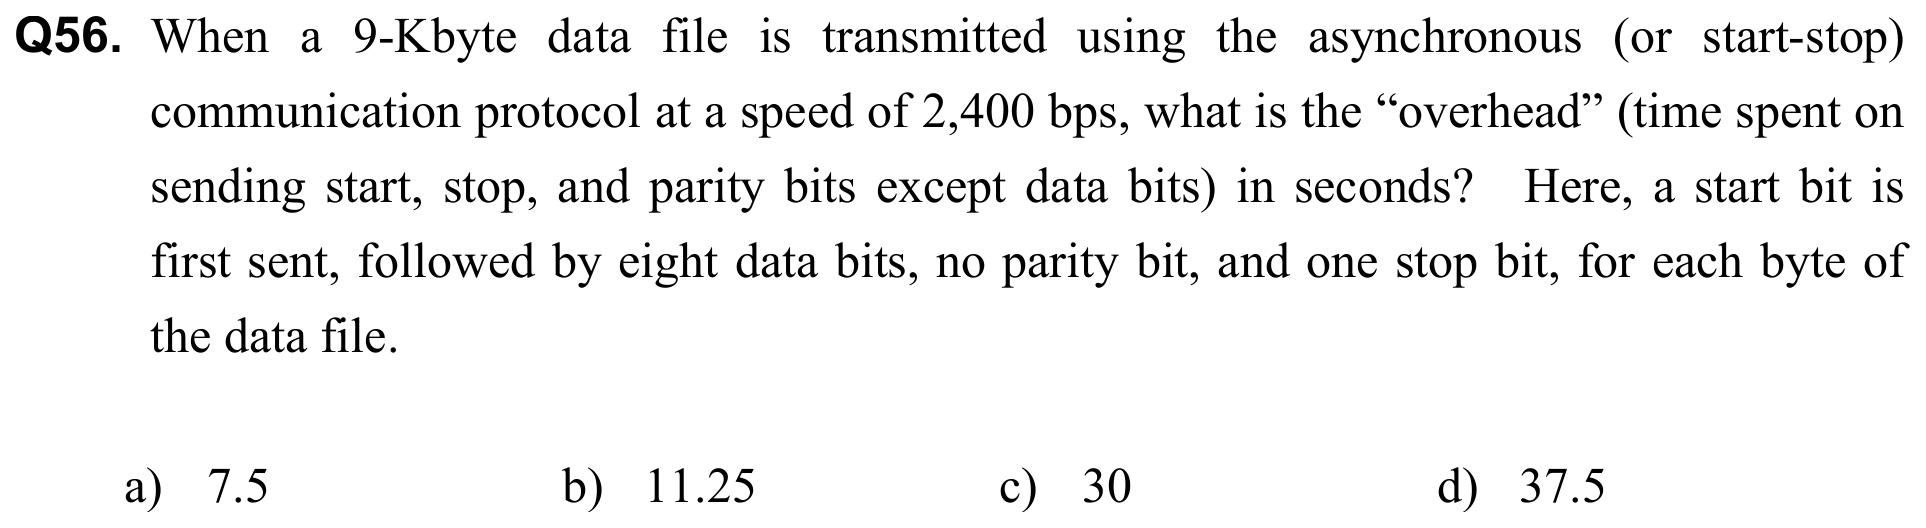 Q56. When a 9-Kbyte data file is transmitted using the asynchronous (or start-stop)
communication protocol at a speed of 2,400 bps, what is the “overhead” (time spent on
sending start, stop, and parity bits except data bits) in seconds? Here, a start bit is
first sent, followed by eight data bits, no parity bit, and one stop bit, for each byte of
the data file.
a) 7.5 b) 11.25 c) 30 d) 37.5